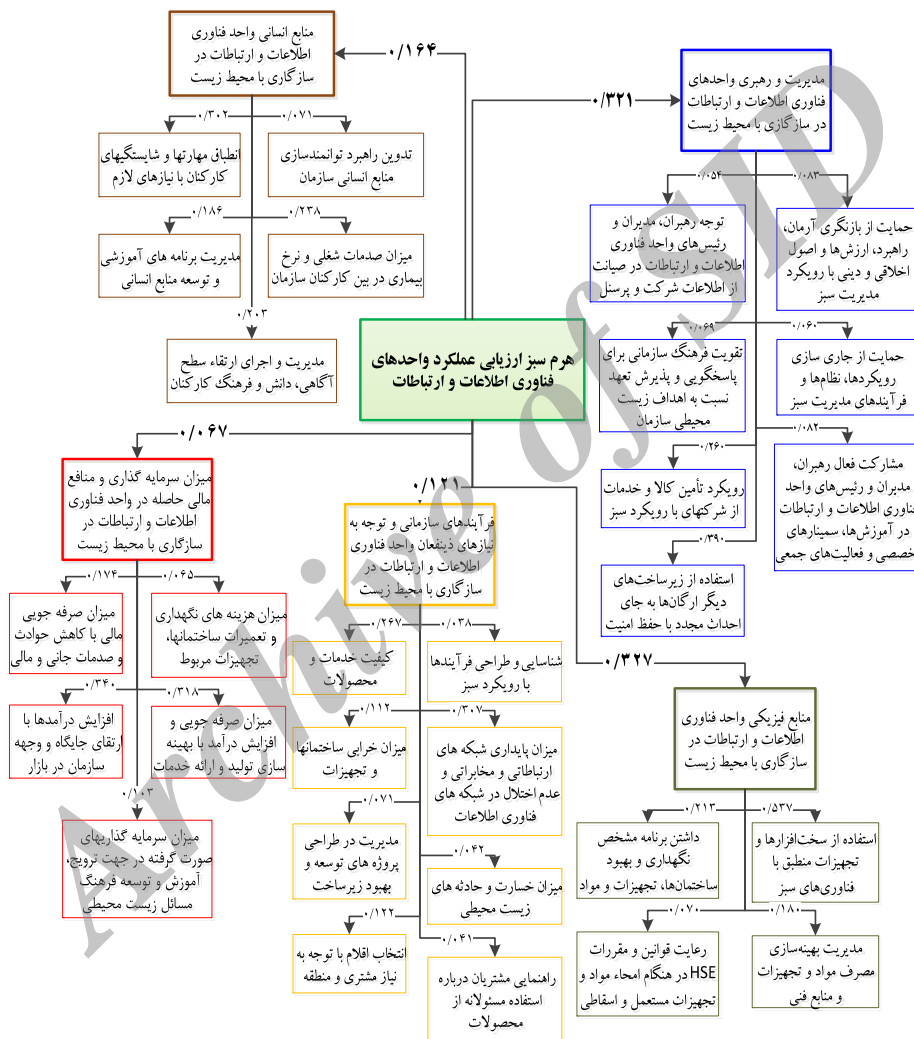 منابع انسانی واحد فناوری
اطلاعات و ارتباطات در
سازگاری با محیط زیست
۰/۱۶۴
۰/۳۰۲
۰/۰۷۱
انطباق مهارتها و شایستگیهای
کارکنان با نیازهای لازم
تدوین راهبرد توانمندسازی
منابع انسانی سازمان
۰/۱۸۶
۰/۲۳۸
مدیریت برنامه های آموزشی
و توسعه منابع انسانی
میزان صدمات شغلی و نرخ
بیماری در بین کارکنان سازمان
۰/۲۰۳
مدیریت و اجرای ارتقاء سطح
آگاهی، دانش و فرهنگ کارکنان
۰/۳۲۱
مدیریت و رهبری واحدهای
فناوری اطلاعات و ارتباطات
در سازگازی با محیط زیست
۰/۰۵۴
۰/۰۸۳
توجه رهبران، مدیران و
رئیس‌های واحد فناوری
اطلاعات و ارتباطات در صیانت
از اطلاعات شرکت و پرسنل
حمایت از بازنگری آرمان،
راهبرد، ارزش‌ها و اصول
اخلاقی و دینی با رویکرد
مدیریت سبز
۰/۰۶۹
۰/۰۶۰
تقویت فرهنگ سازمانی برای
پاسخگویی و پذیرش تعهد
نسبت به اهداف زیست
محیطی سازمان
حمایت از جاری سازی
رویکردها، نظام‌ها و
فرآیندهای مدیریت سبز
۰/۲۶۰
۰/۰۸۲
رویکرد تأمین کالا و خدمات
از شرکتهای با رویکرد سبز
مشارکت فعال رهبران،
مدیران و رئیس‌های واحد
فناوری اطلاعات و ارتباطات
در آموزش‌ها، سمینارهای
تخصصی و فعالیت‌های جمعی
۰/۳۹۰
استفاده از زیرساخت‌های
دیگر ارگان‌ها به جای
احداث مجدد با حفظ امنیت
هرم سبز ارزیابی عملکرد واحدهای
فناوری اطلاعات و ارتباطات
۰/۰۶۷
میزان سرمایه گذاری و منافع
مالی حاصله در واحد فناوری
اطلاعات و ارتباطات در
سازگاری با محیط زیست
۰/۱۷۴
۰/۰۶۵
میزان صرفه جویی
مالی با کاهش حوادث
و صدمات جانی و مالی
میزان هزینه های نگهداری
و تعمیرات ساختمانها،
تجهیزات مربوط
۰/۳۴۰
۰/۳۱۸
افزایش درآمدها با
ارتقای جایگاه و وجهه
سازمان در بازار
میزان صرفه جویی و
افزایش درآمد با بهینه
سازی تولید و ارائه خدمات
۰/۱۰۳
میزان سرمایه گذاریهای
صورت گرفته در جهت ترویج،
آموزش و توسعه فرهنگ
مسائل زیست محیطی
۰/۱۲۱
فرآیندهای سازمانی و توجه به
نیازهای ذینفعان واحد فناوری
اطلاعات و ارتباطات در
سازگاری با محیط زیست
۰/۲۶۷
۰/۰۳۸
کیفیت خدمات و
محصولات
شناسایی و طراحی فرآیندها
با رویکرد سبز
۰/۱۱۲
۰/۳۰۷
میزان خرابی ساختمانها
و تجهیزات
میزان پایداری شبکه های
ارتباطاتی و مخابراتی و
عدم اختلال در شبکه های
فناوری اطلاعات
۰/۰۷۱
۰/۰۴۲
مدیریت در طراحی
پروژه های توسعه و
بهبود زیرساخت
میزان خسارت و حادثه های
زیست محیطی
۰/۱۲۲
۰/۰۴۱
انتخاب اقلام با توجه به
نیاز مشتری و منطقه
راهنمایی مشتریان درباره
استفاده مسئولانه از
محصولات
۰/۳۲۷
منابع فیزیکی واحد فناوری
اطلاعات و ارتباطات در
سازگاری با محیط زیست
۰/۲۱۳
۰/۵۳۷
داشتن برنامه مشخص
نگهداری و بهبود
ساختمان‌ها، تجهیزات و مواد
استفاده از سخت‌افزارها و
تجهیزات منطبق با
فناوری‌های سبز
۰/۰۷۰
۰/۱۸۰
رعایت قوانین و مقررات
HSE در هنگام امحاء مواد و
تجهیزات مستعمل و اسقاطی
مدیریت بهینه‌سازی
مصرف مواد و تجهیزات
و منابع فنی
Archive of SID